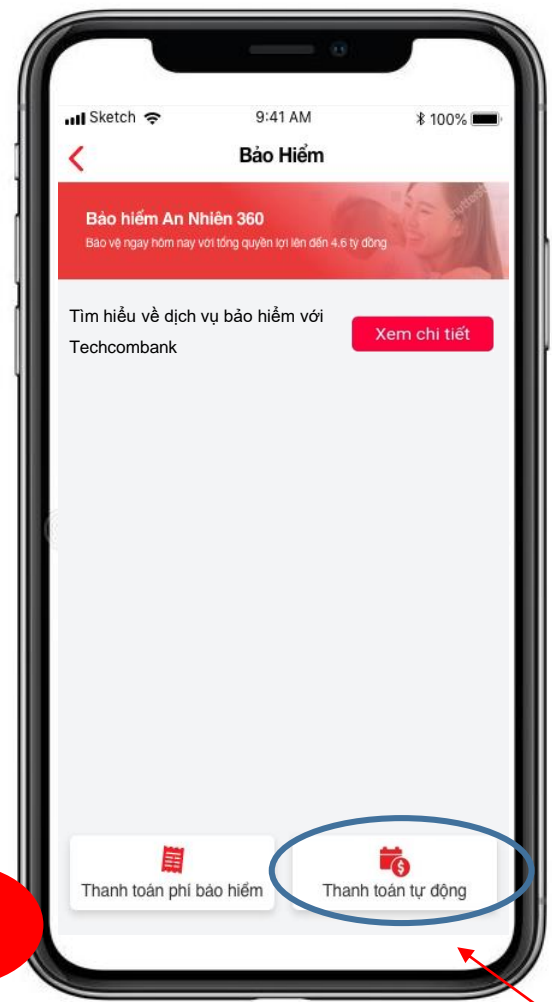 Sketch 9:41 AM 100%
Bảo Hiểm
Bảo hiểm An Nhiên 360
Bảo vệ ngay hôm nay với tổng quyền lợi lên đến 4.6 tỷ đồng
Tìm hiểu về dịch vụ bảo hiểm với
Techcombank
Xem chi tiết
Thanh toán phí bảo hiểm
Thanh toán tự động